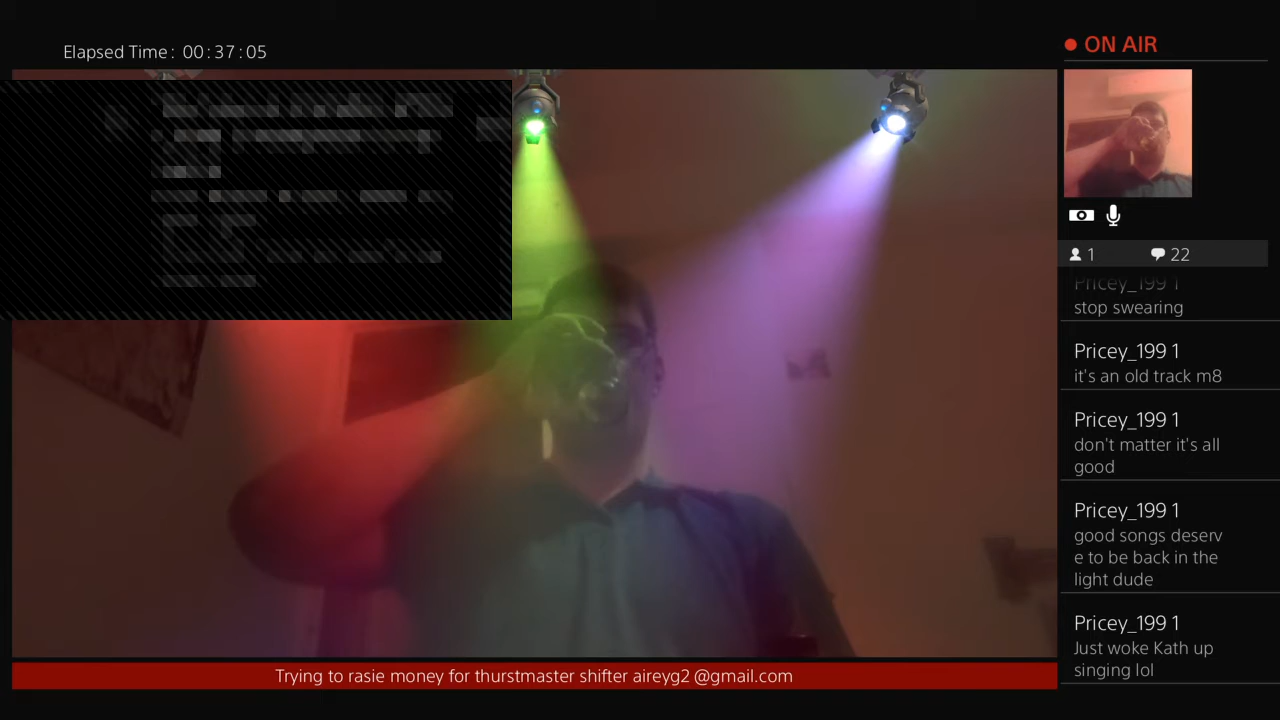 Elapsed Time: 00:37:05
ON AIR
1
22
Pricey_199 1
stop swearing
Pricey_199 1
it's an old track m8
Pricey_199 1
don't matter it's all
good
Pricey_199 1
good songs deserv
e to be back in the
light dude
Pricey_199 1
Just woke Kath up
singing lol
Trying to rasie money for thurstmaster shifter aireyg2@gmail.com